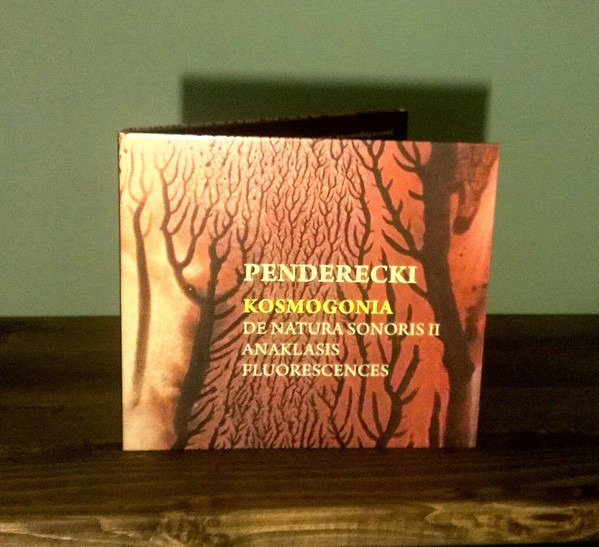 PENDERECKI
KOSMOGONIA
DE NATURA SONORIS II
ANAKLASIS
FLUORESCENCES